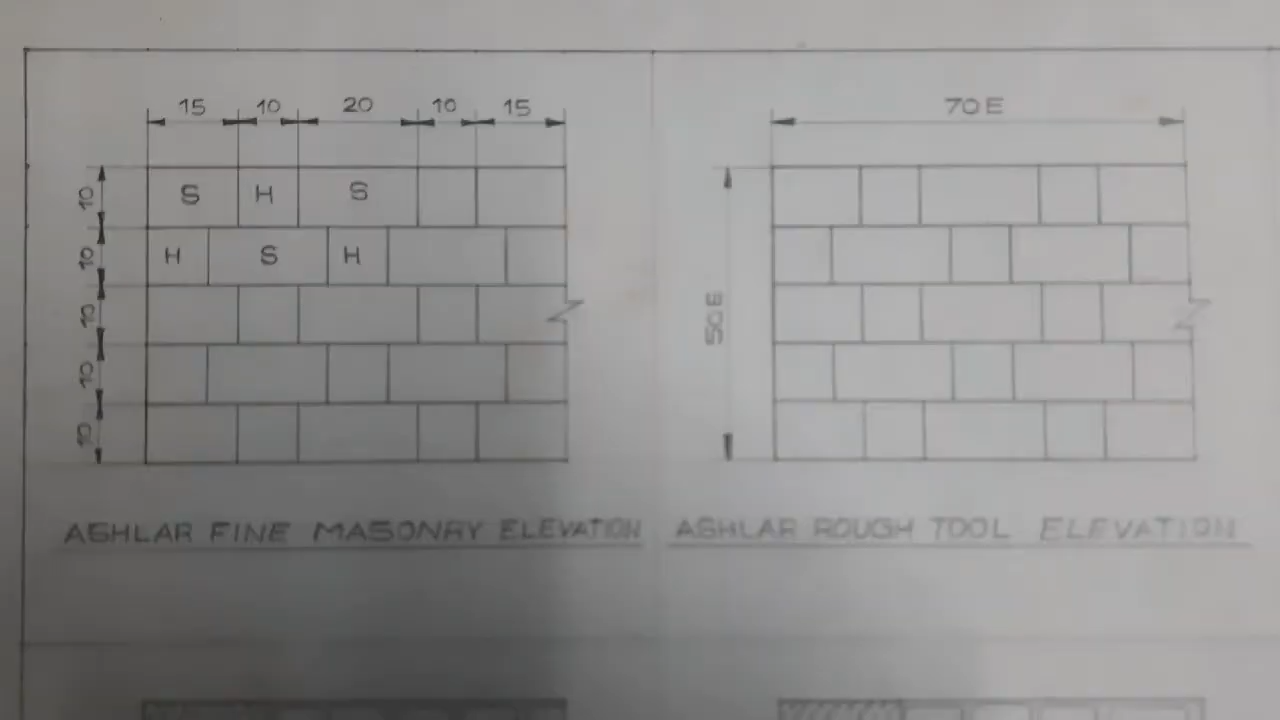 15 10 20 10 15
70 E
10
S H S
10
H S H
10
50 E
10
10
ASHLAR FINE MASONRY ELEVATION
ASHLAR ROUGH TOOL ELEVATION